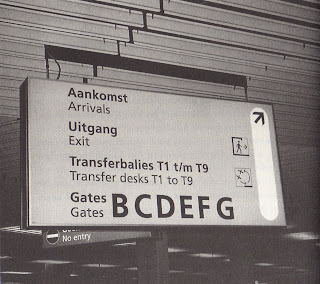 Aankomst
Arrivals
Uitgang
Exit
Transferbalies T1 t/m T9
Transfer desks T1 to T9
Gates
Gates BCDEFG
No entry